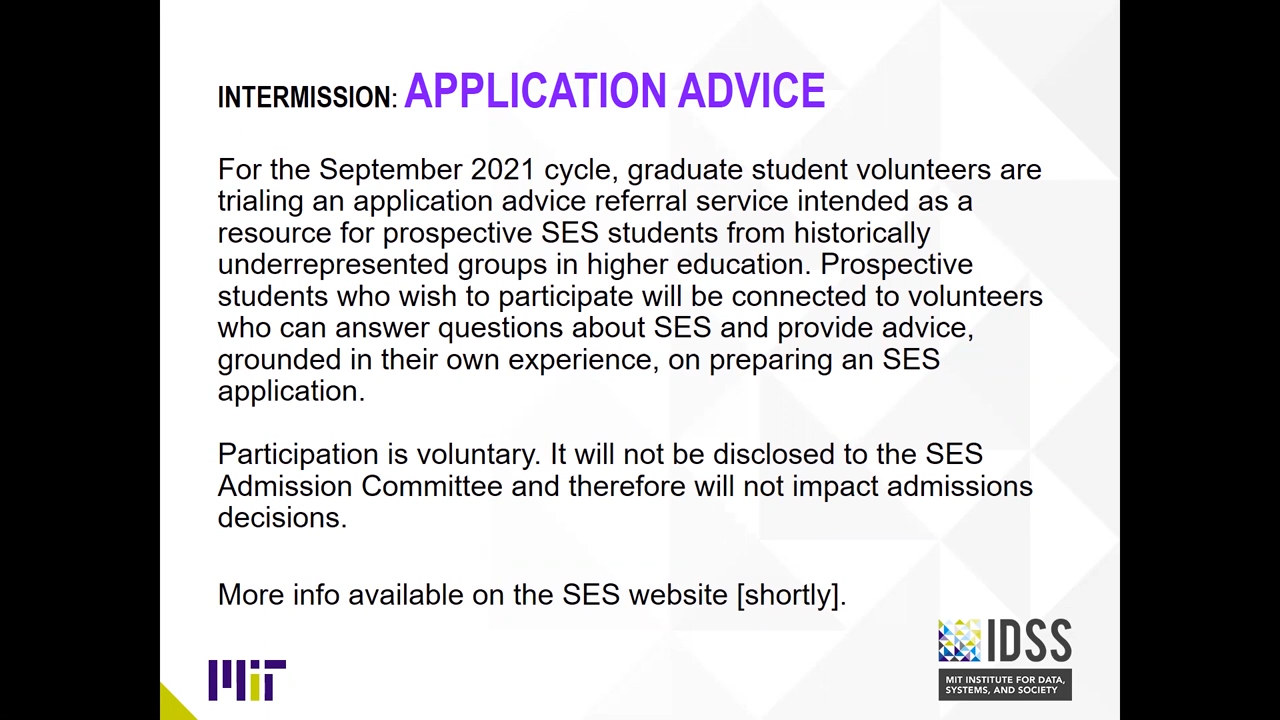 INTERMISSION: APPLICATION ADVICE
For the September 2021 cycle, graduate student volunteers are
trialing an application advice referral service intended as a
resource for prospective SES students from historically
underrepresented groups in higher education. Prospective
students who wish to participate will be connected to volunteers
who can answer questions about SES and provide advice,
grounded in their own experience, on preparing an SES
application.
Participation is voluntary. It will not be disclosed to the SES
Admission Committee and therefore will not impact admissions
decisions.
More info available on the SES website [shortly].
IDSS
MIT INSTITUTE FOR DATA,
SYSTEMS, AND SOCIETY
MIT